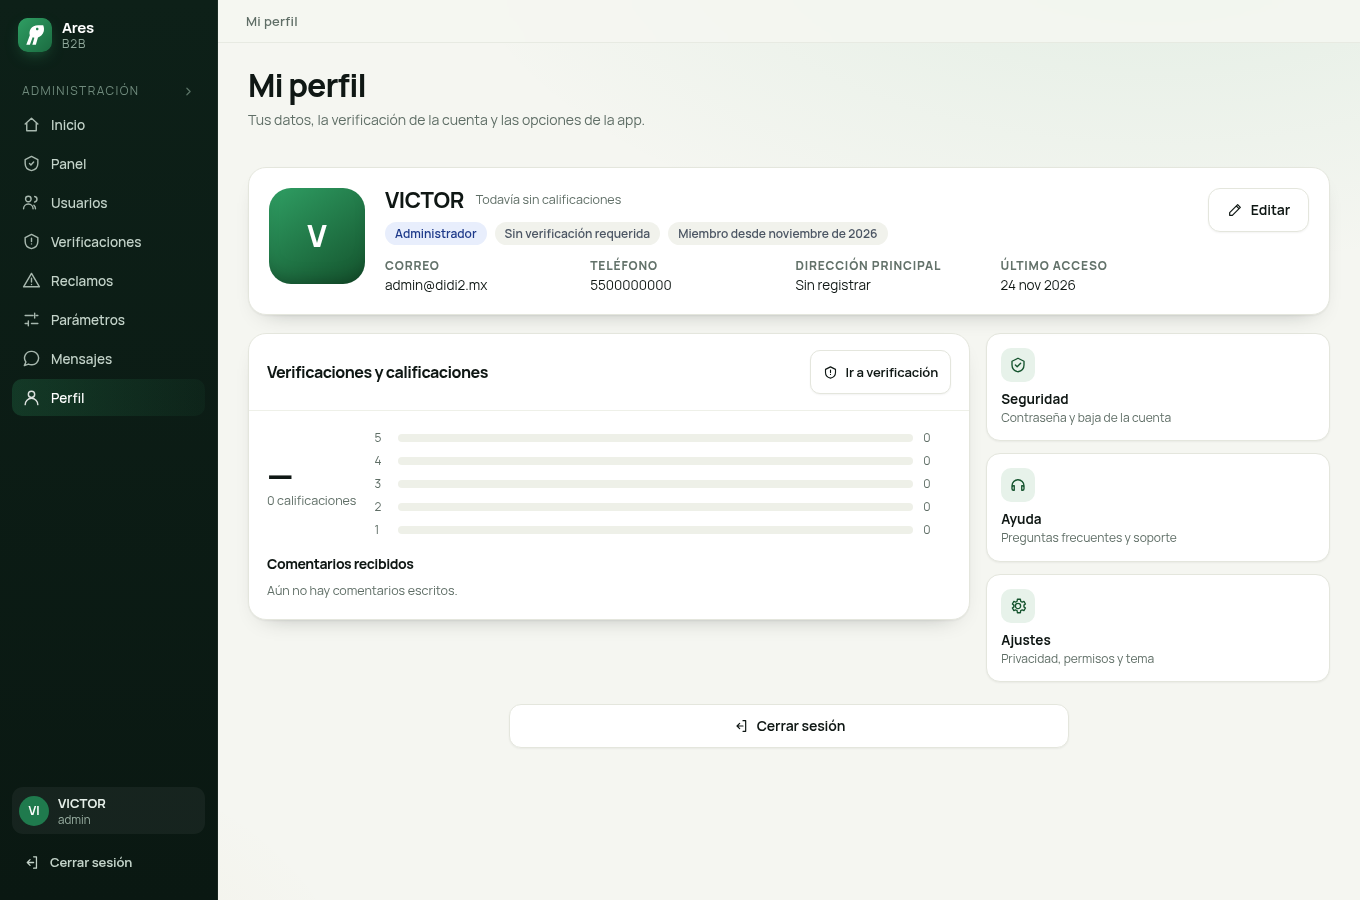 Ares
B2B
ADMINISTRACIÓN
Inicio
Panel
Usuarios
Verificaciones
Reclamos
Parámetros
Mensajes
Perfil
VI
VICTOR
admin
Cerrar sesión
Mi perfil
Mi perfil
Tus datos, la verificación de la cuenta y las opciones de la app.
V
VICTOR Todavía sin calificaciones
Editar
Administrador Sin verificación requerida Miembro desde noviembre de 2026
CORREO TELÉFONO DIRECCIÓN PRINCIPAL ÚLTIMO ACCESO
admin@didi2.mx 5500000000 Sin registrar 24 nov 2026
Verificaciones y calificaciones
Ir a verificación
—
0 calificaciones
5 0
4 0
3 0
2 0
1 0
Comentarios recibidos
Aún no hay comentarios escritos.
Seguridad
Contraseña y baja de la cuenta
Ayuda
Preguntas frecuentes y soporte
Ajustes
Privacidad, permisos y tema
Cerrar sesión